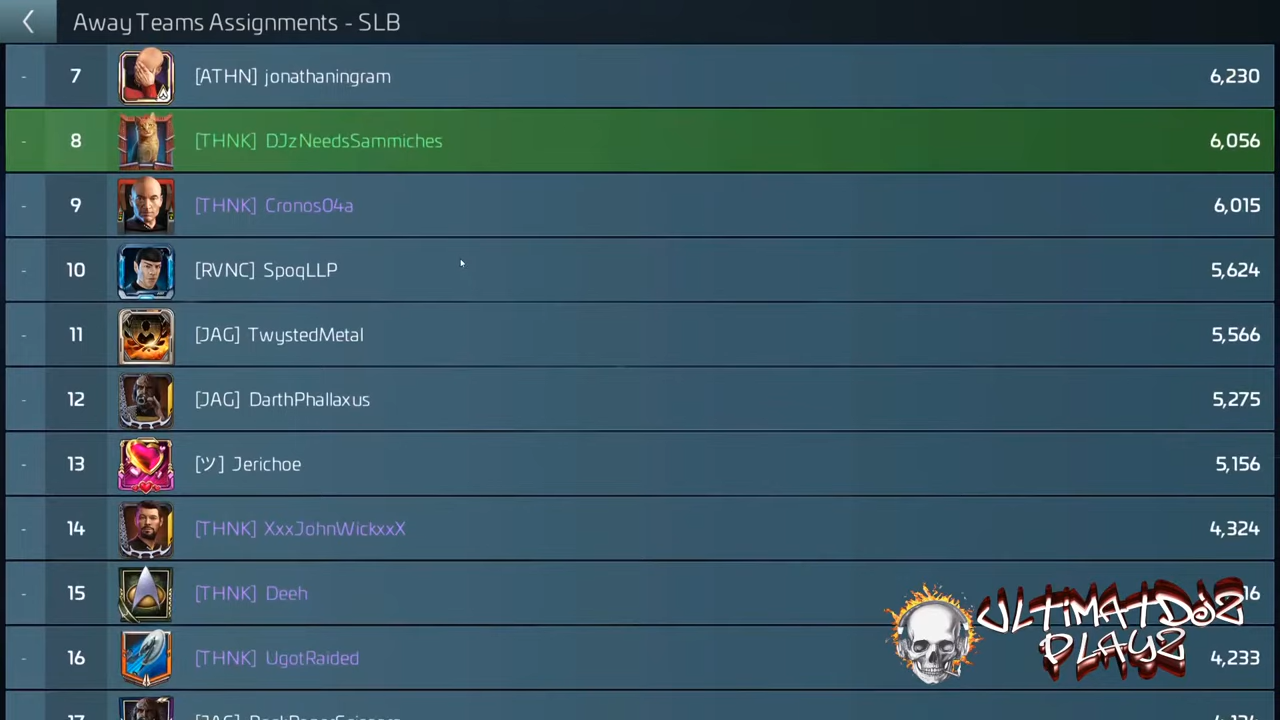 Away Teams Assignments - SLB
- 7 [ATHN] jonathaningram 6,230
- 8 [THNK] DJzNeedsSammiches 6,056
- 9 [THNK] Cronos04a 6,015
- 10 [RVNC] SpoqLLP 5,624
- 11 [JAG] TwystedMetal 5,566
- 12 [JAG] DarthPhallaxus 5,275
- 13 [ツ] Jerichoe 5,156
- 14 [THNK] XxxJohnWickxxX 4,324
- 15 [THNK] Deeh 16
- 16 [THNK] UgotRaided 4,233
ULTiMATDJZ
PLAYZ